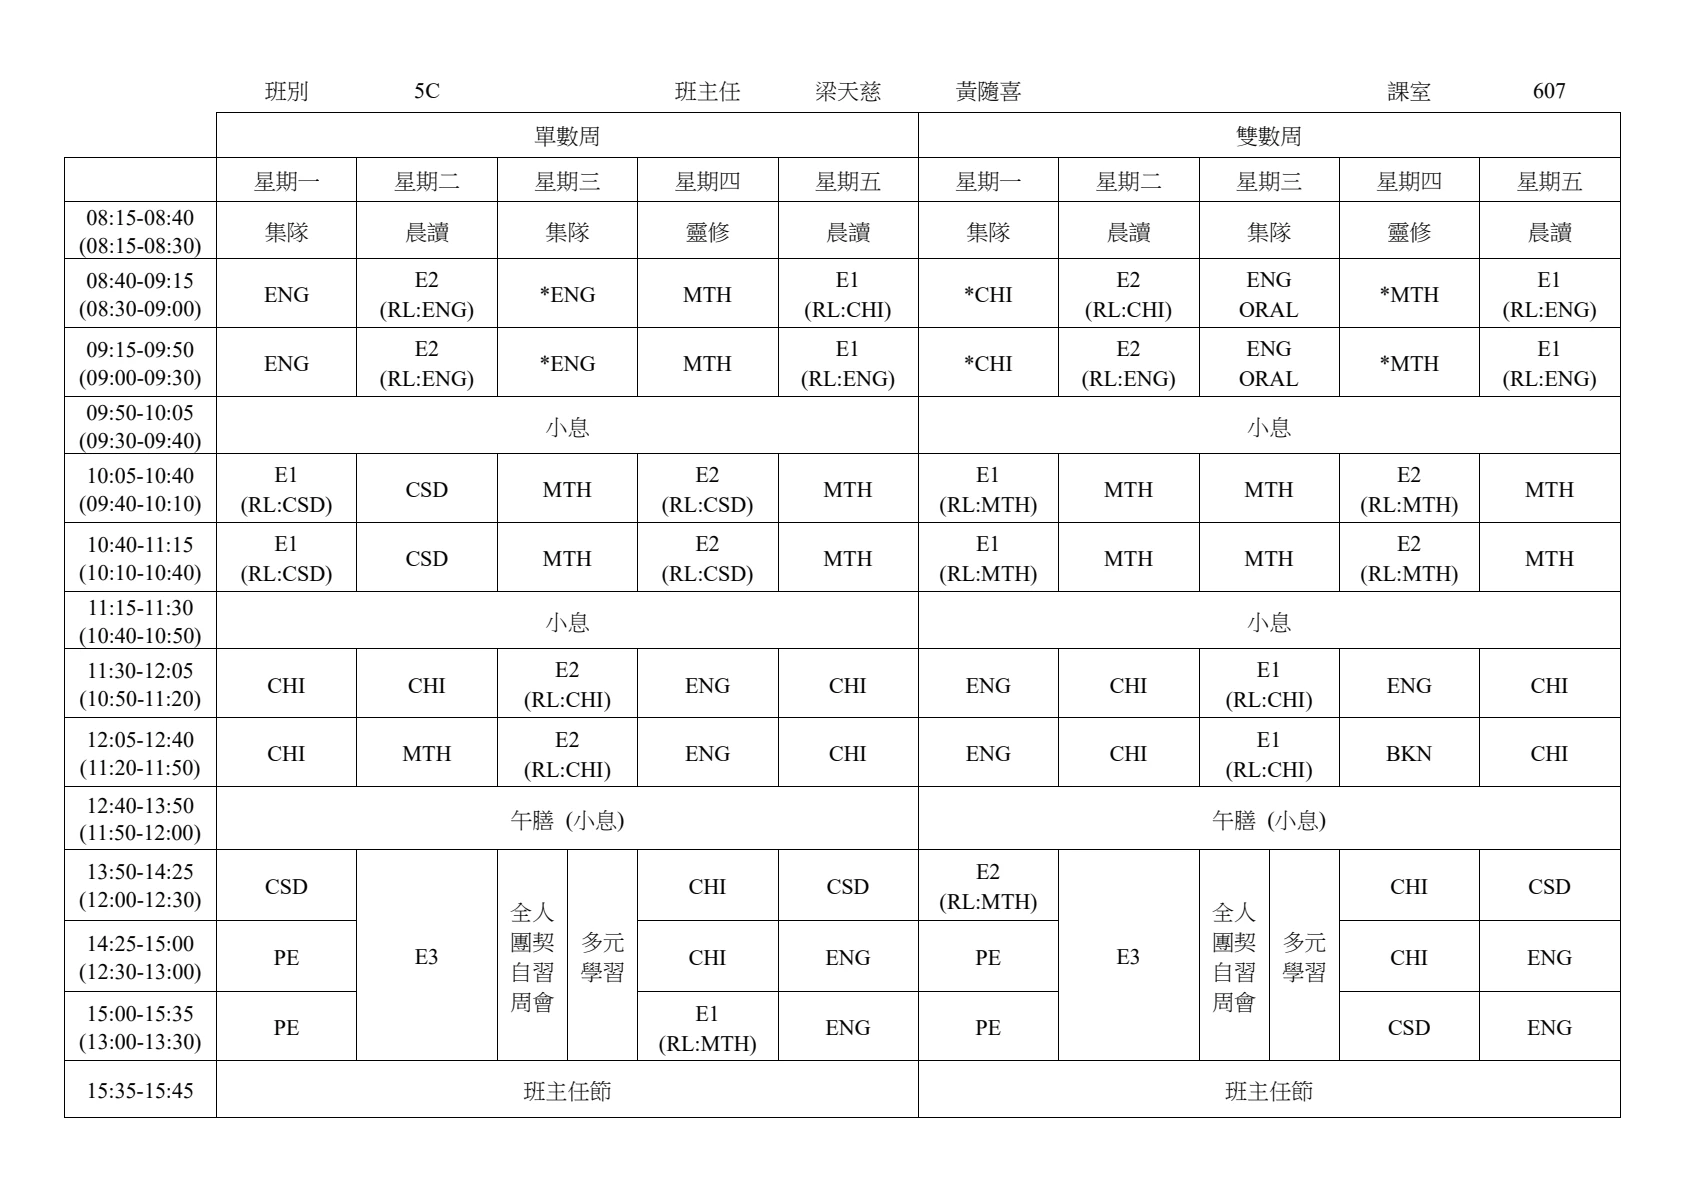 班別 5C 班主任 梁天慈 黃隨喜 課室 607
單數周 雙數周
星期一 星期二 星期三 星期四 星期五 星期一 星期二 星期三 星期四 星期五
08:15-08:40
(08:15-08:30)
集隊 晨讀 集隊 靈修 晨讀 集隊 晨讀 集隊 靈修 晨讀
08:40-09:15
(08:30-09:00)
ENG E2 (RL:ENG) *ENG MTH E1 (RL:CHI) *CHI E2 (RL:CHI) ENG ORAL *MTH E1 (RL:ENG)
09:15-09:50
(09:00-09:30)
ENG E2 (RL:ENG) *ENG MTH E1 (RL:ENG) *CHI E2 (RL:ENG) ENG ORAL *MTH E1 (RL:ENG)
09:50-10:05
(09:30-09:40)
小息 小息
10:05-10:40
(09:40-10:10)
E1 (RL:CSD) CSD MTH E2 (RL:CSD) MTH E1 (RL:MTH) MTH MTH E2 (RL:MTH) MTH
10:40-11:15
(10:10-10:40)
E1 (RL:CSD) CSD MTH E2 (RL:CSD) MTH E1 (RL:MTH) MTH MTH E2 (RL:MTH) MTH
11:15-11:30
(10:40-10:50)
小息 小息
11:30-12:05
(10:50-11:20)
CHI CHI E2 (RL:CHI) ENG CHI ENG CHI E1 (RL:CHI) ENG CHI
12:05-12:40
(11:20-11:50)
CHI MTH E2 (RL:CHI) ENG CHI ENG CHI E1 (RL:CHI) BKN CHI
12:40-13:50
(11:50-12:00)
午膳 (小息) 午膳 (小息)
13:50-14:25
(12:00-12:30)
CSD E3 全人團契自習周會 多元學習 CHI CSD E2 (RL:MTH) E3 全人團契自習周會 多元學習 CHI CSD
14:25-15:00
(12:30-13:00)
PE CHI ENG PE CHI ENG
15:00-15:35
(13:00-13:30)
PE E1 (RL:MTH) ENG PE CSD ENG
15:35-15:45
班主任節 班主任節